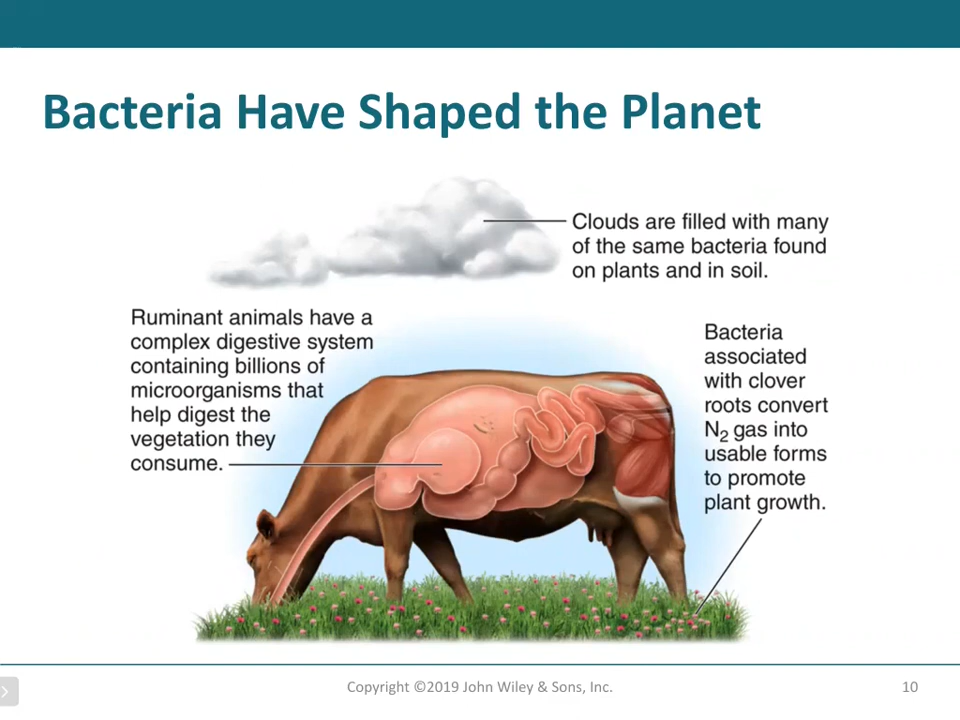 Bacteria Have Shaped the Planet
Clouds are filled with many
of the same bacteria found
on plants and in soil.
Ruminant animals have a
complex digestive system
containing billions of
microorganisms that
help digest the
vegetation they
consume.
Bacteria
associated
with clover
roots convert
N₂ gas into
usable forms
to promote
plant growth.
Copyright ©2019 John Wiley & Sons, Inc.
10